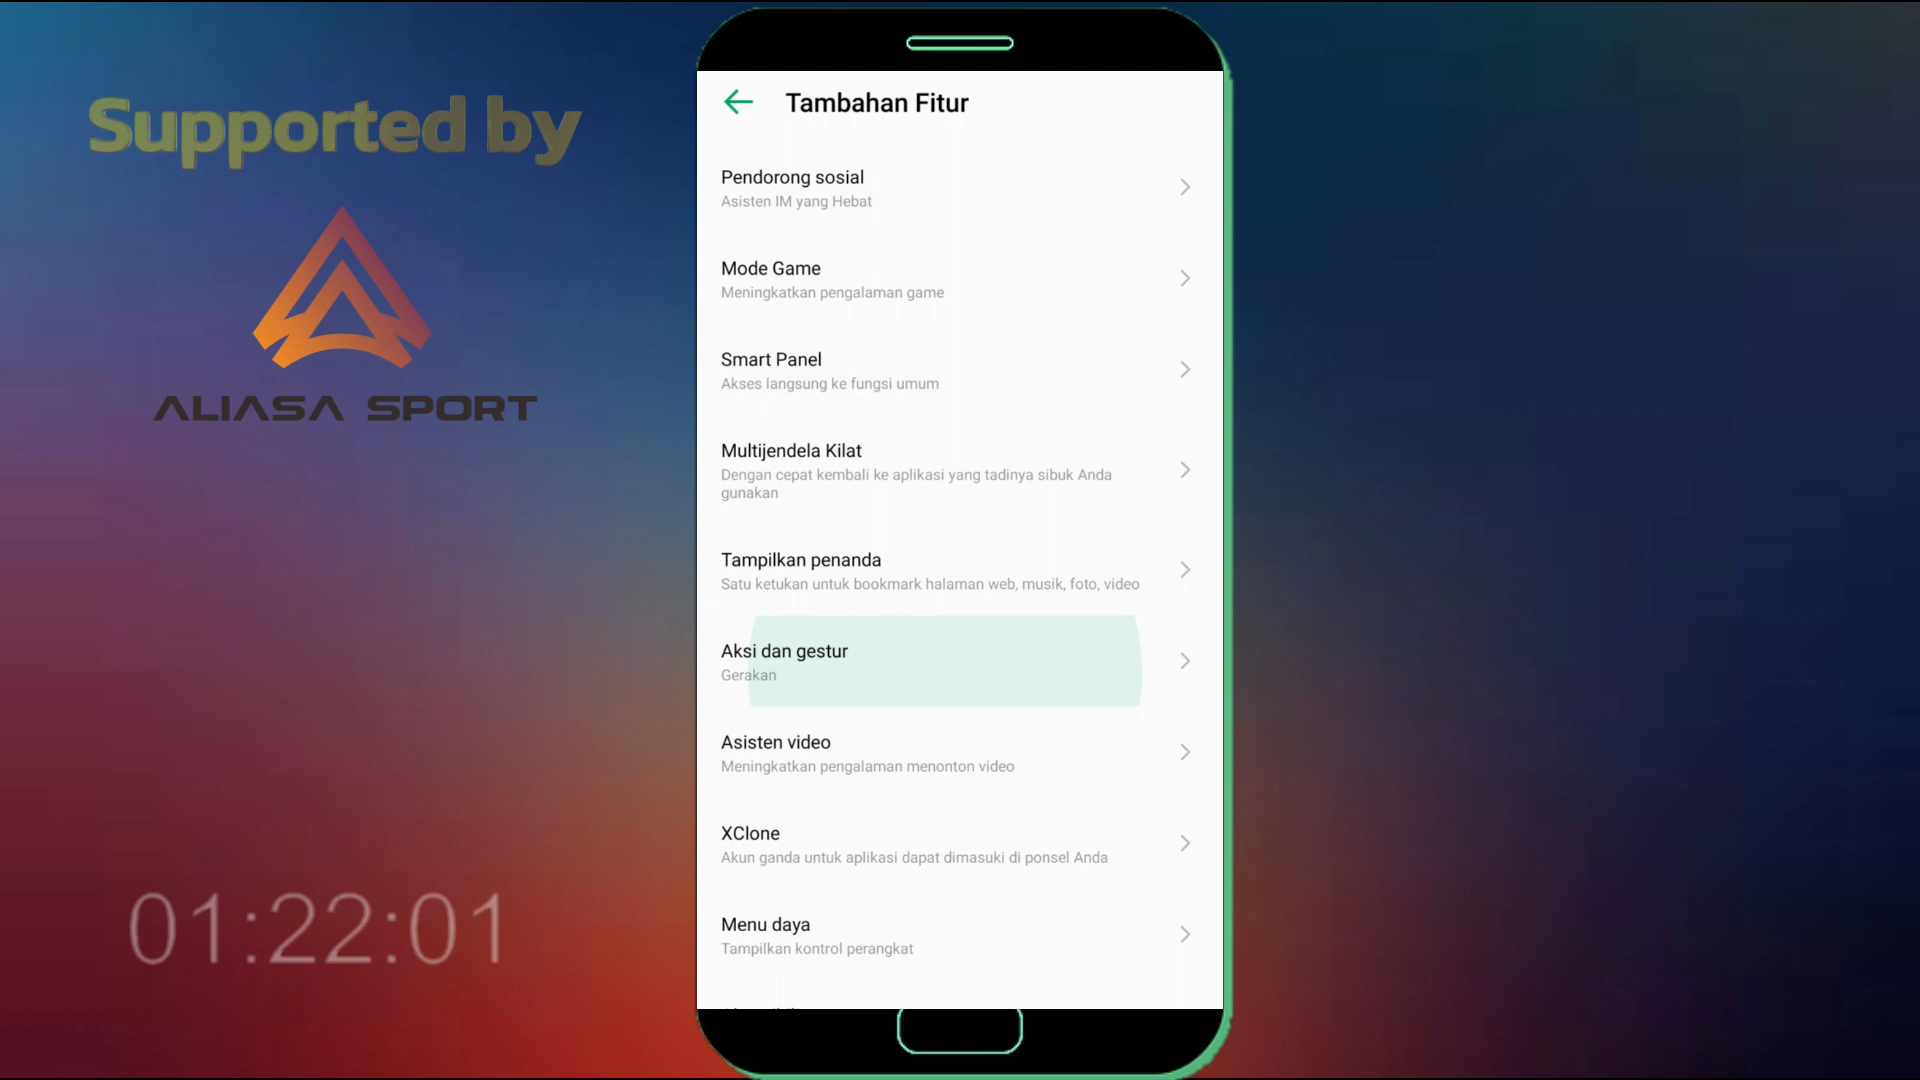 Supported by
ALIASA SPORT
01:22:01
Tambahan Fitur
Pendorong sosial
Asisten IM yang Hebat
Mode Game
Meningkatkan pengalaman game
Smart Panel
Akses langsung ke fungsi umum
Multijendela Kilat
Dengan cepat kembali ke aplikasi yang tadinya sibuk Anda
gunakan
Tampilkan penanda
Satu ketukan untuk bookmark halaman web, musik, foto, video
Aksi dan gestur
Gerakan
Asisten video
Meningkatkan pengalaman menonton video
XClone
Akun ganda untuk aplikasi dapat dimasuki di ponsel Anda
Menu daya
Tampilkan kontrol perangkat